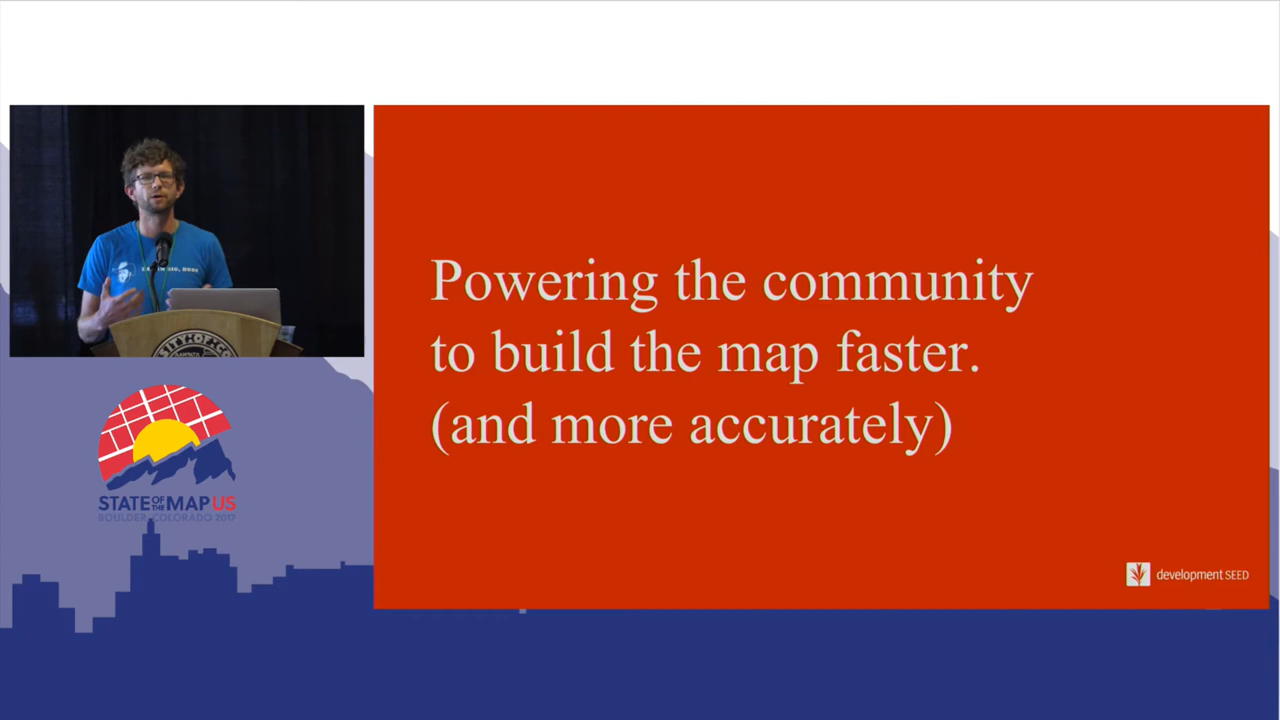 Powering the community
to build the map faster.
(and more accurately)
development SEED
STATE OF THE MAP US
BOULDER, COLORADO 2017